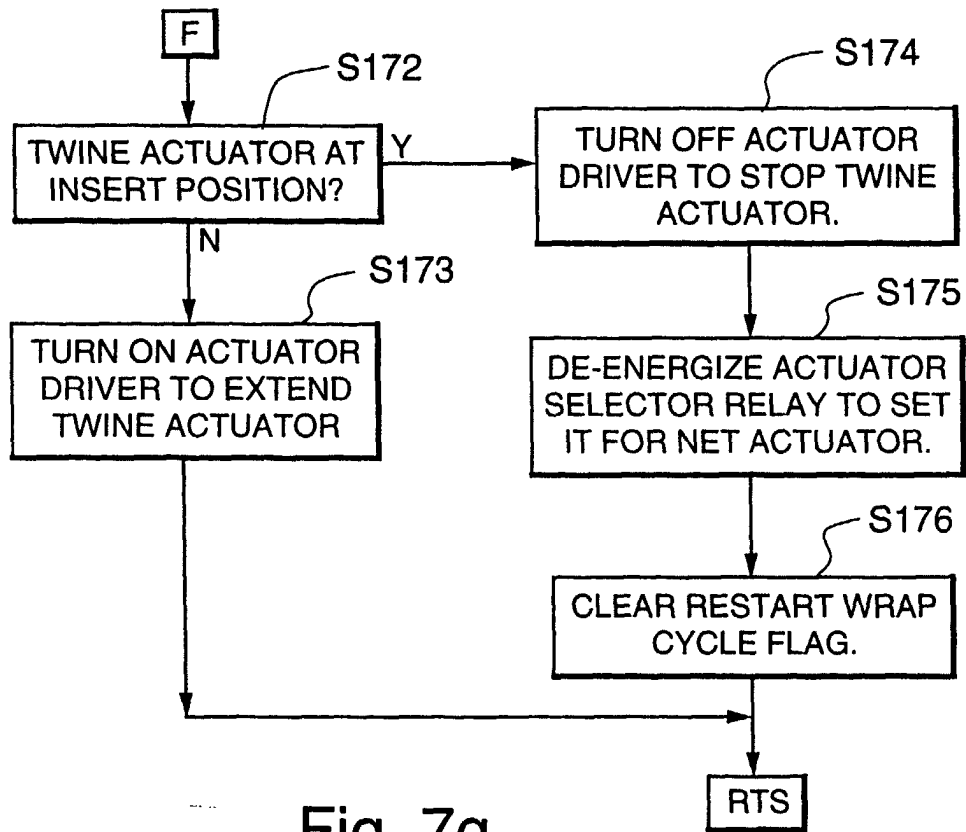 F
S172
TWINE ACTUATOR AT
INSERT POSITION?
Y
N
S174
TURN OFF ACTUATOR
DRIVER TO STOP TWINE
ACTUATOR.
S173
TURN ON ACTUATOR
DRIVER TO EXTEND
TWINE ACTUATOR
S175
DE-ENERGIZE ACTUATOR
SELECTOR RELAY TO SET
IT FOR NET ACTUATOR.
S176
CLEAR RESTART WRAP
CYCLE FLAG.
RTS